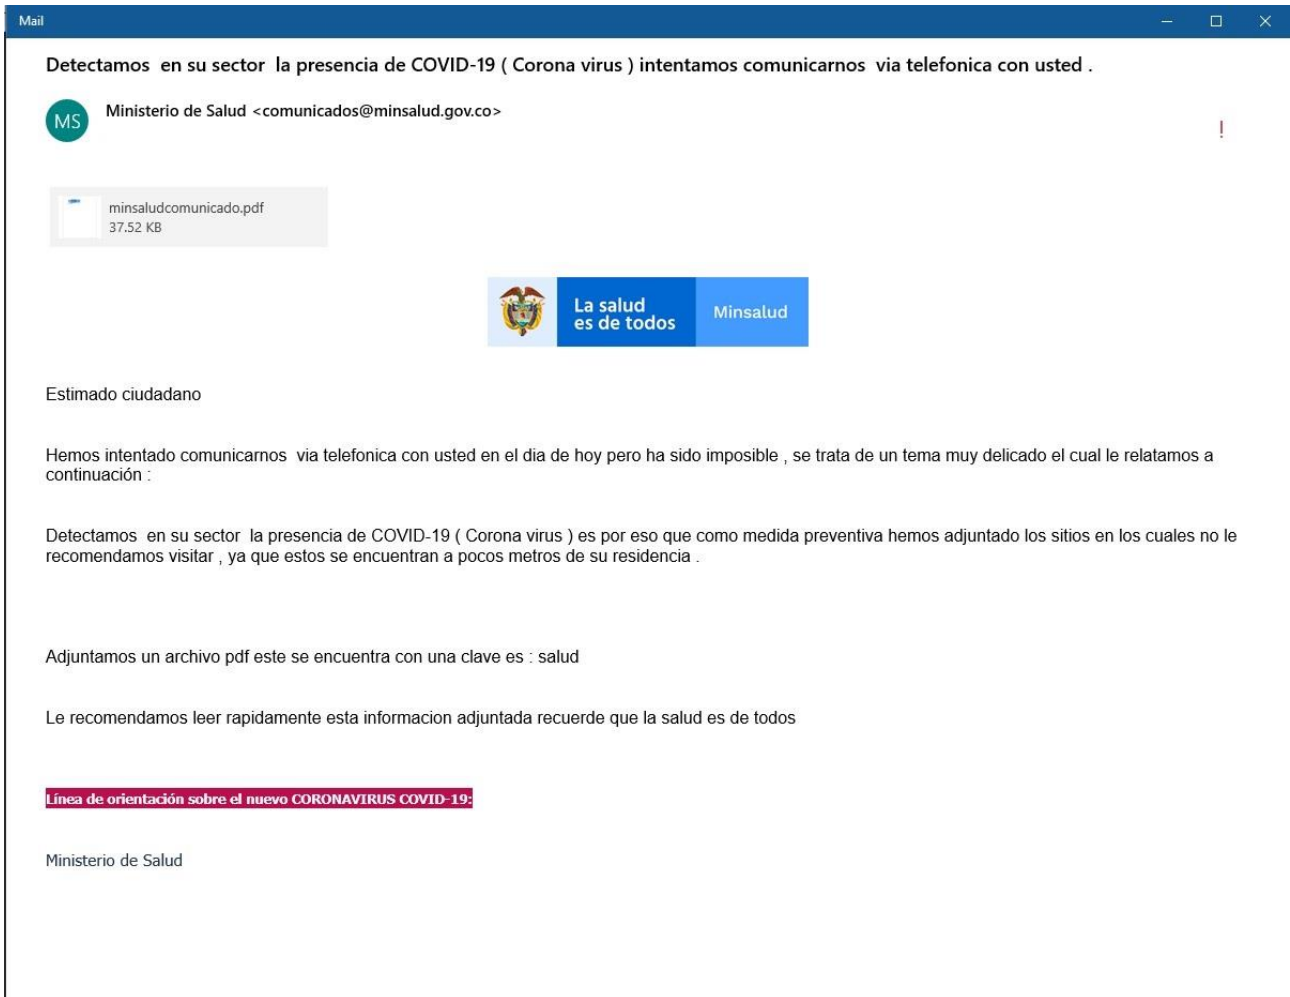 Mail
Detectamos  en su sector  la presencia de COVID-19 ( Corona virus ) intentamos comunicarnos  via telefonica con usted .
MS
Ministerio de Salud <comunicados@minsalud.gov.co>
!
minsaludcomunicado.pdf
37.52 KB
La salud
es de todos
Minsalud
Estimado ciudadano
Hemos intentado comunicarnos  via telefonica con usted en el dia de hoy pero ha sido imposible , se trata de un tema muy delicado el cual le relatamos a
continuación :
Detectamos  en su sector  la presencia de COVID-19 ( Corona virus ) es por eso que como medida preventiva hemos adjuntado los sitios en los cuales no le
recomendamos visitar , ya que estos se encuentran a pocos metros de su residencia .
Adjuntamos un archivo pdf este se encuentra con una clave es : salud
Le recomendamos leer rapidamente esta informacion adjuntada recuerde que la salud es de todos
Línea de orientación sobre el nuevo CORONAVIRUS COVID-19:
Ministerio de Salud